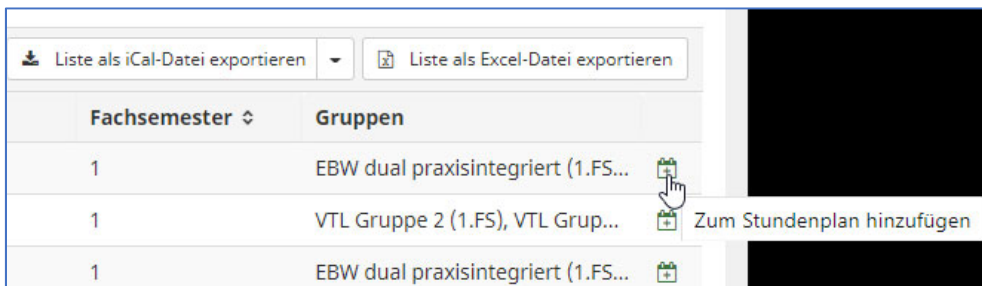 Liste als iCal-Datei exportieren Liste als Excel-Datei exportieren
Fachsemester Gruppen
1 EBW dual praxisintegriert (1.FS...
1 VTL Gruppe 2 (1.FS), VTL Grup... Zum Stundenplan hinzufügen
1 EBW dual praxisintegriert (1.FS...